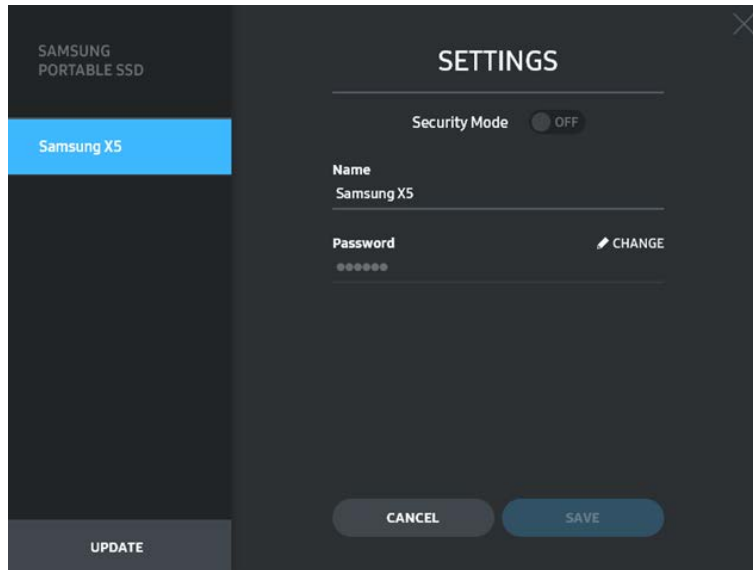 SAMSUNG
PORTABLE SSD
Samsung X5
UPDATE
SETTINGS
Security Mode OFF
Name
Samsung X5
Password CHANGE
●●●●●●
CANCEL SAVE